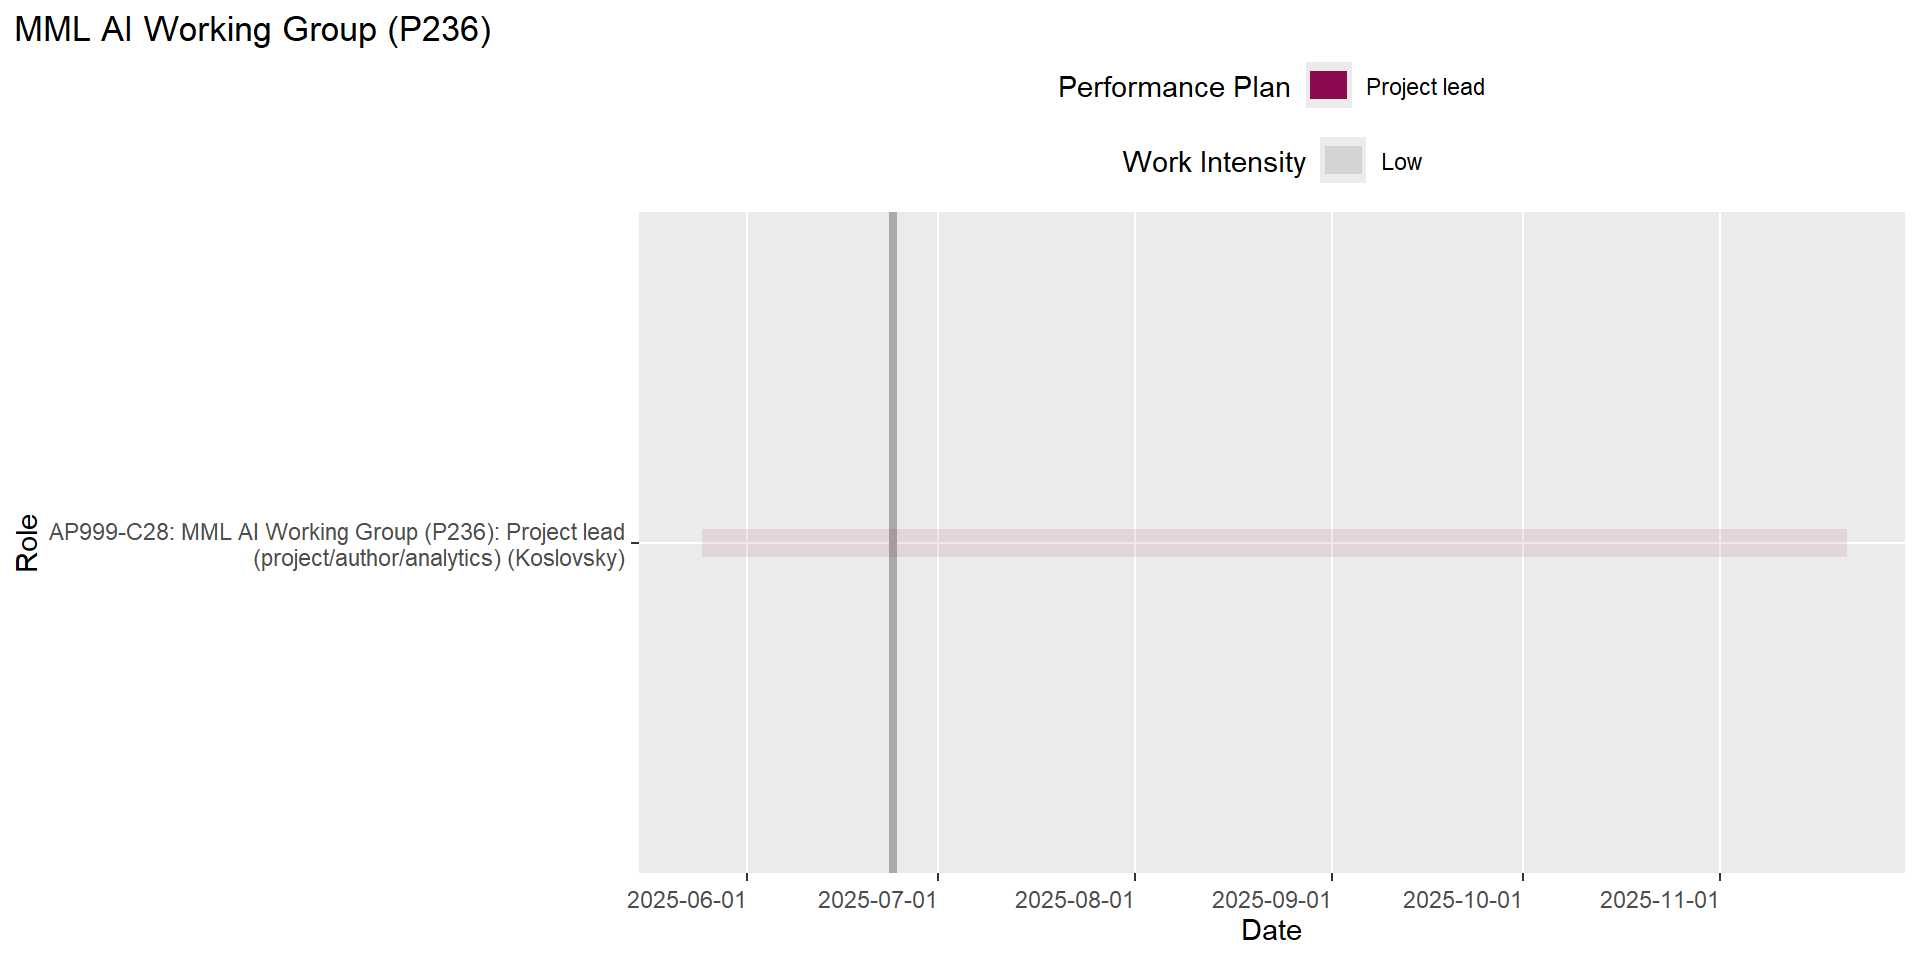 MML AI Working Group (P236)
Performance Plan
Project lead
Work Intensity
Low
Role
AP999-C28: MML AI Working Group (P236): Project lead
(project/author/analytics) (Koslovsky)
2025-06-01
2025-07-01
2025-08-01
2025-09-01
2025-10-01
2025-11-01
Date